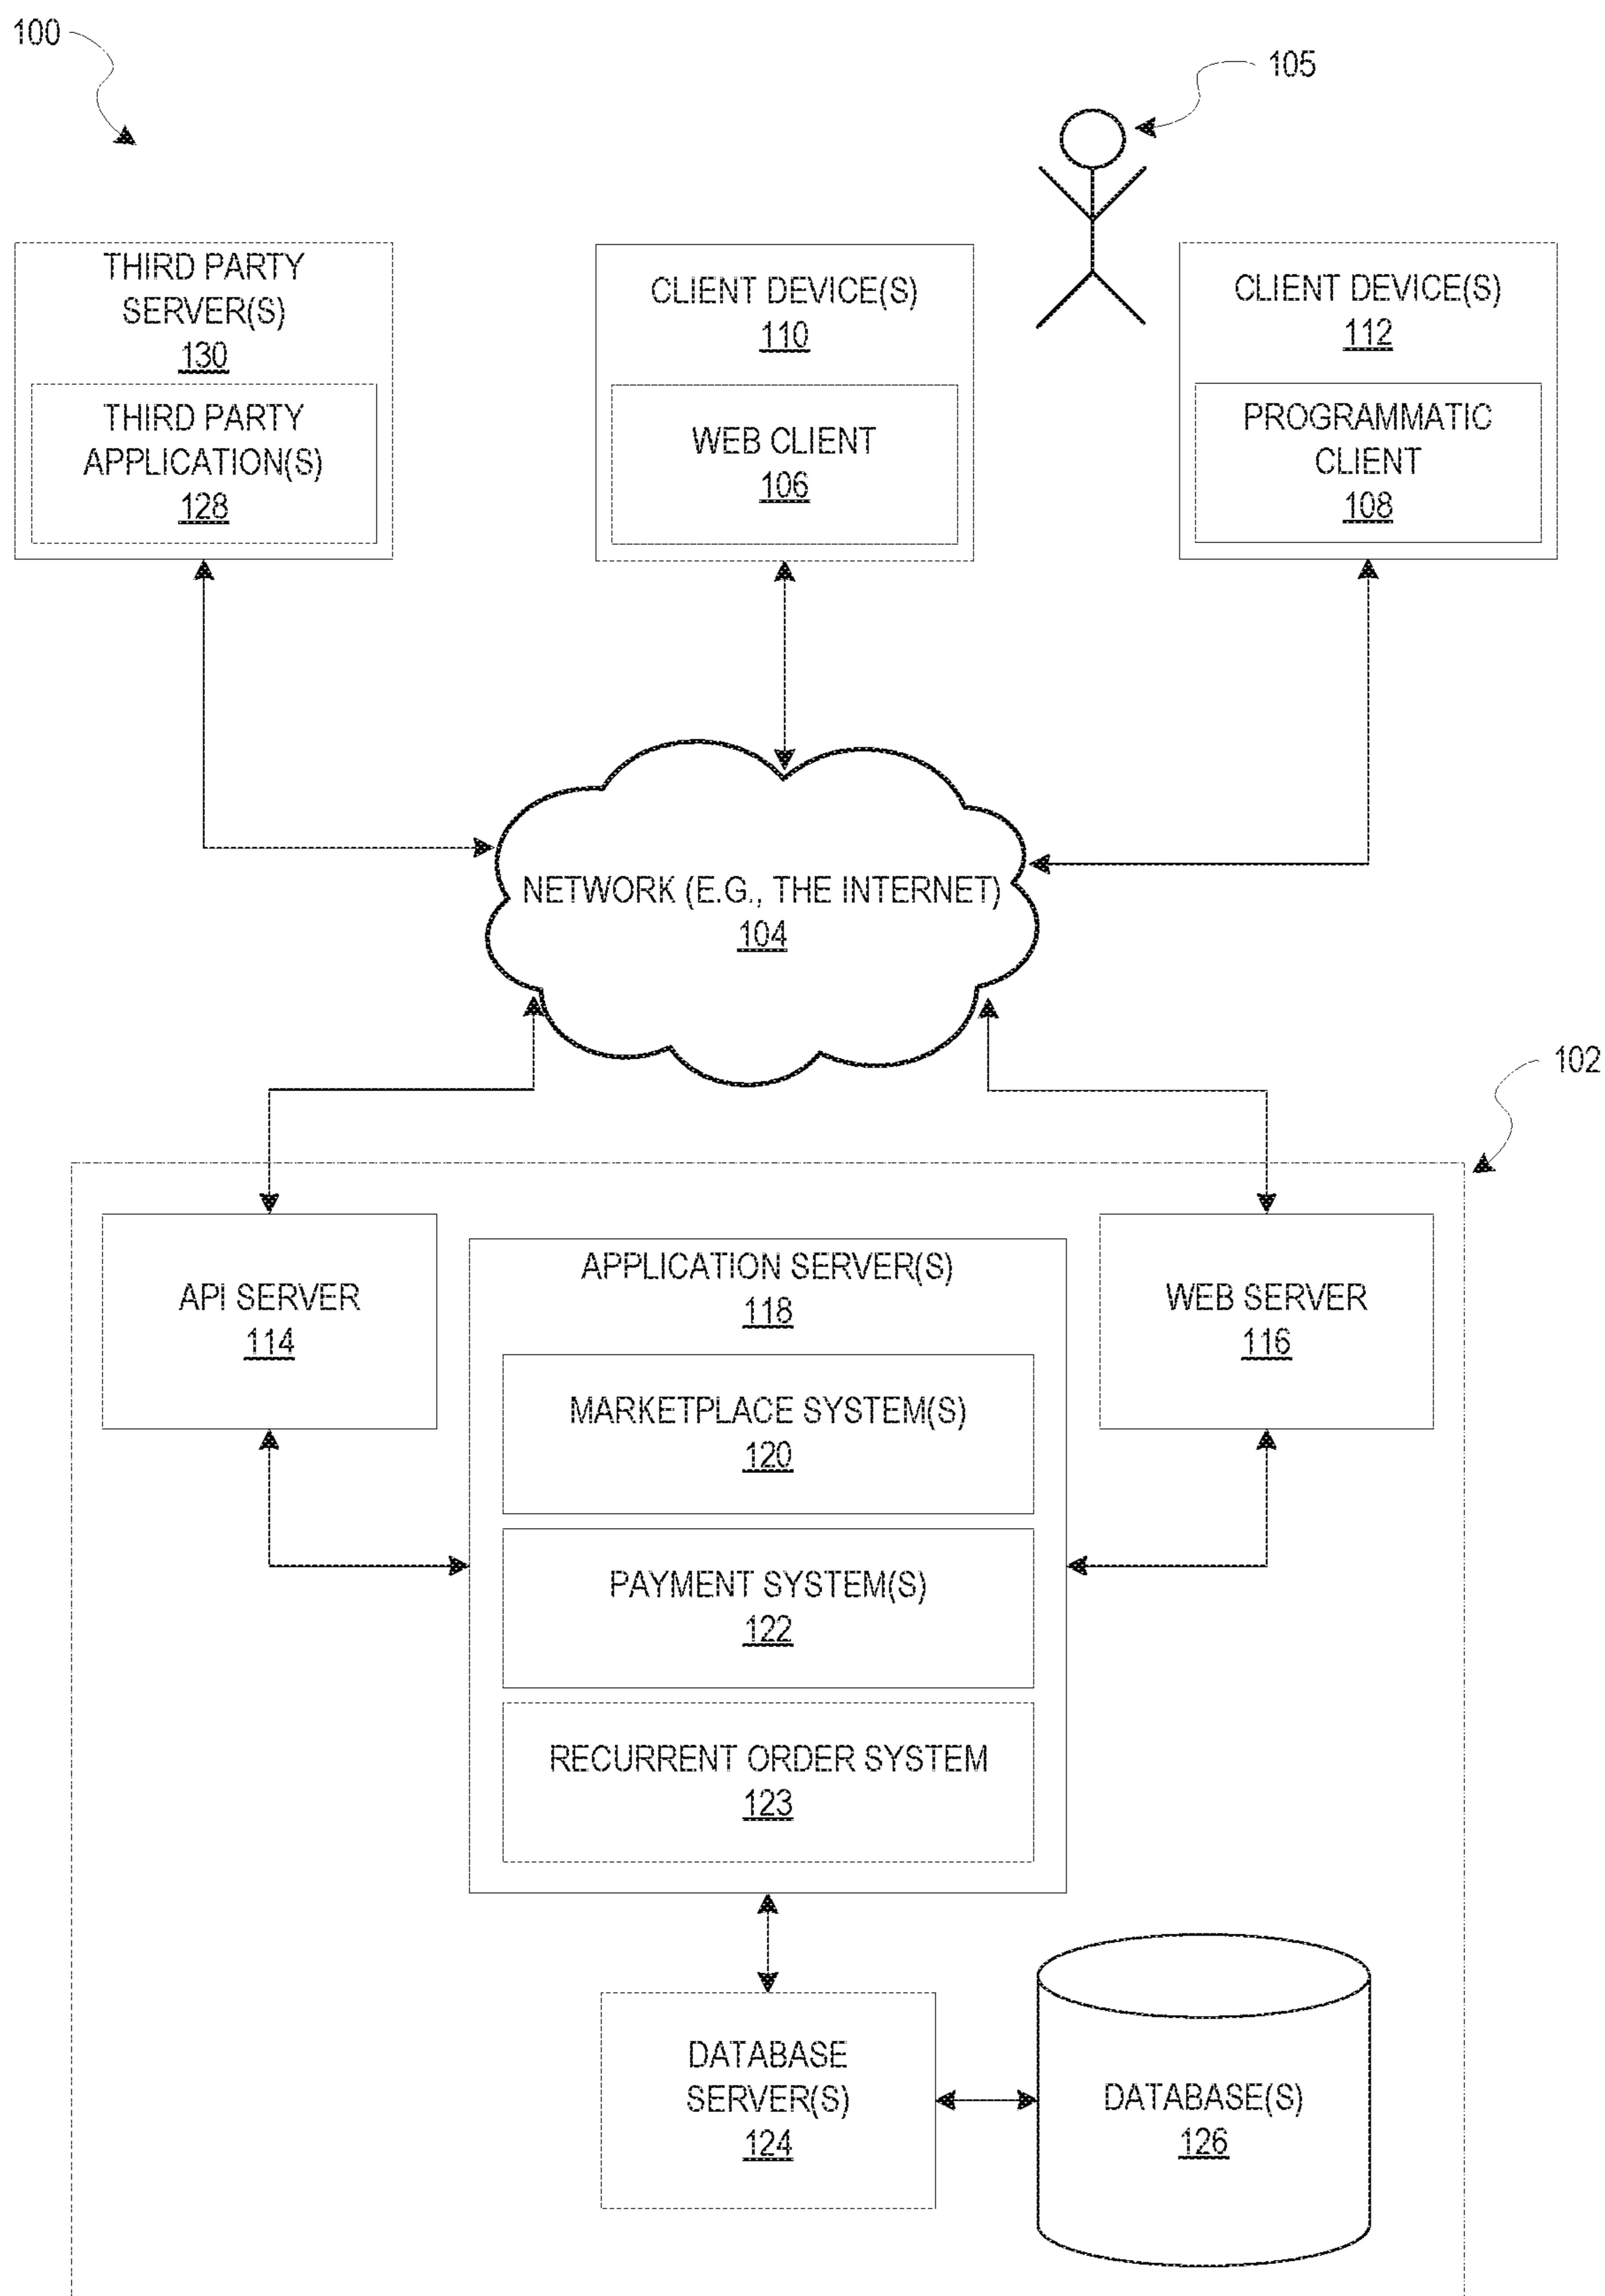 100
105
THIRD PARTY
SERVER(S)
130
THIRD PARTY
APPLICATION(S)
128
CLIENT DEVICE(S)
110
WEB CLIENT
106
CLIENT DEVICE(S)
112
PROGRAMMATIC
CLIENT
108
NETWORK (E.G., THE INTERNET)
104
102
API SERVER
114
APPLICATION SERVER(S)
118
MARKETPLACE SYSTEM(S)
120
PAYMENT SYSTEM(S)
122
RECURRENT ORDER SYSTEM
123
WEB SERVER
116
DATABASE
SERVER(S)
124
DATABASE(S)
126